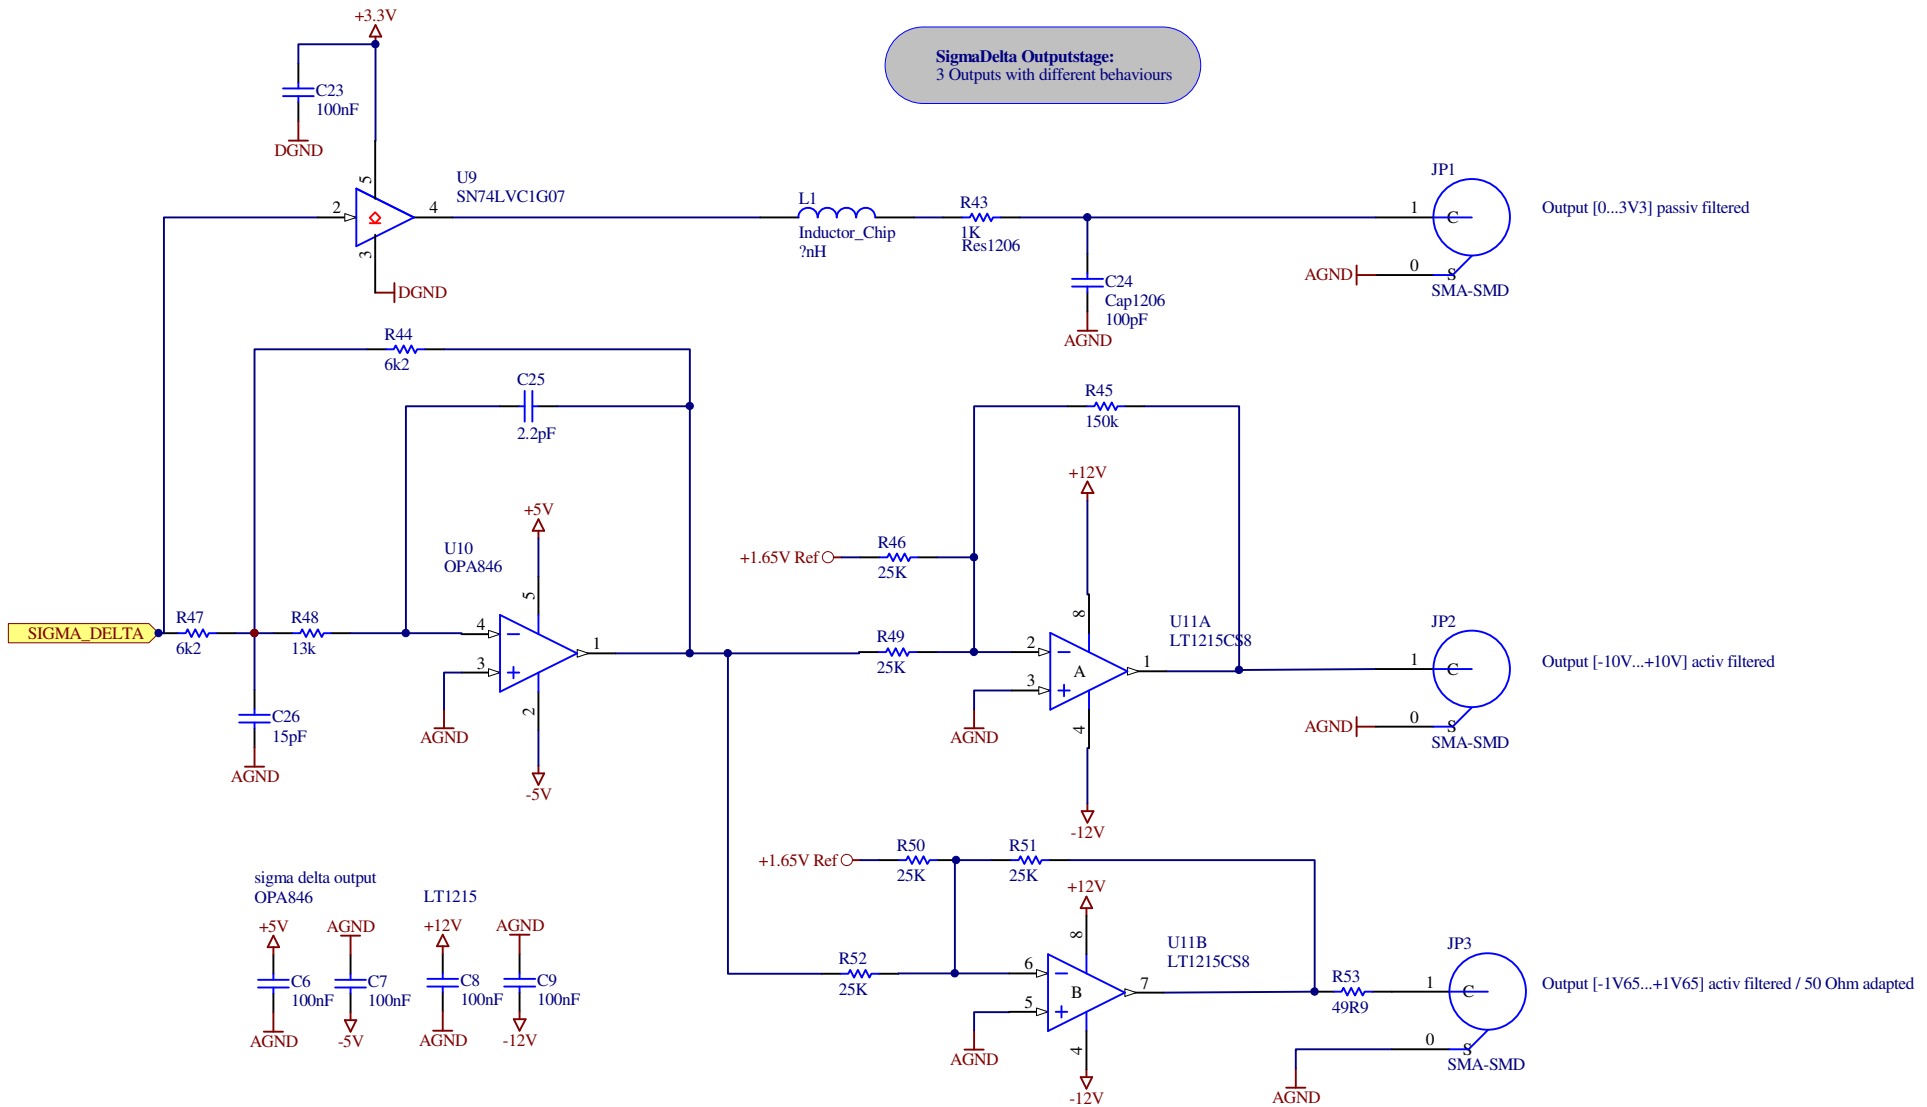 +3.3V
SigmaDelta Outputstage:
3 Outputs with different behaviours
C23
100nF
DGND
5
U9
SN74LVC1G07
2
4
3
DGND
L1
Inductor_Chip
?nH
R43
1K
Res1206
C24
Cap1206
100pF
AGND
JP1
1
C
Output [0...3V3] passiv filtered
AGND
0
S
SMA-SMD
R44
6k2
C25
2.2pF
R45
150k
+12V
+5V
U10
OPA846
5
+1.65V Ref
R46
25K
8
SIGMA_DELTA
R47
6k2
R48
13k
4
3
1
2
R49
25K
2
3
A
1
4
U11A
LT1215CS8
JP2
1
C
Output [-10V...+10V] activ filtered
C26
15pF
AGND
AGND
AGND
AGND
0
S
SMA-SMD
-5V
-12V
+1.65V Ref
R50
25K
R51
25K
+12V
sigma delta output
OPA846
LT1215
+5V
AGND
+12V
AGND
C6
100nF
C7
100nF
C8
100nF
C9
100nF
AGND
-5V
AGND
-12V
8
R52
25K
6
5
B
7
4
U11B
LT1215CS8
AGND
-12V
R53
49R9
JP3
1
C
Output [-1V65...+1V65] activ filtered / 50 Ohm adapted
0
S
SMA-SMD
AGND